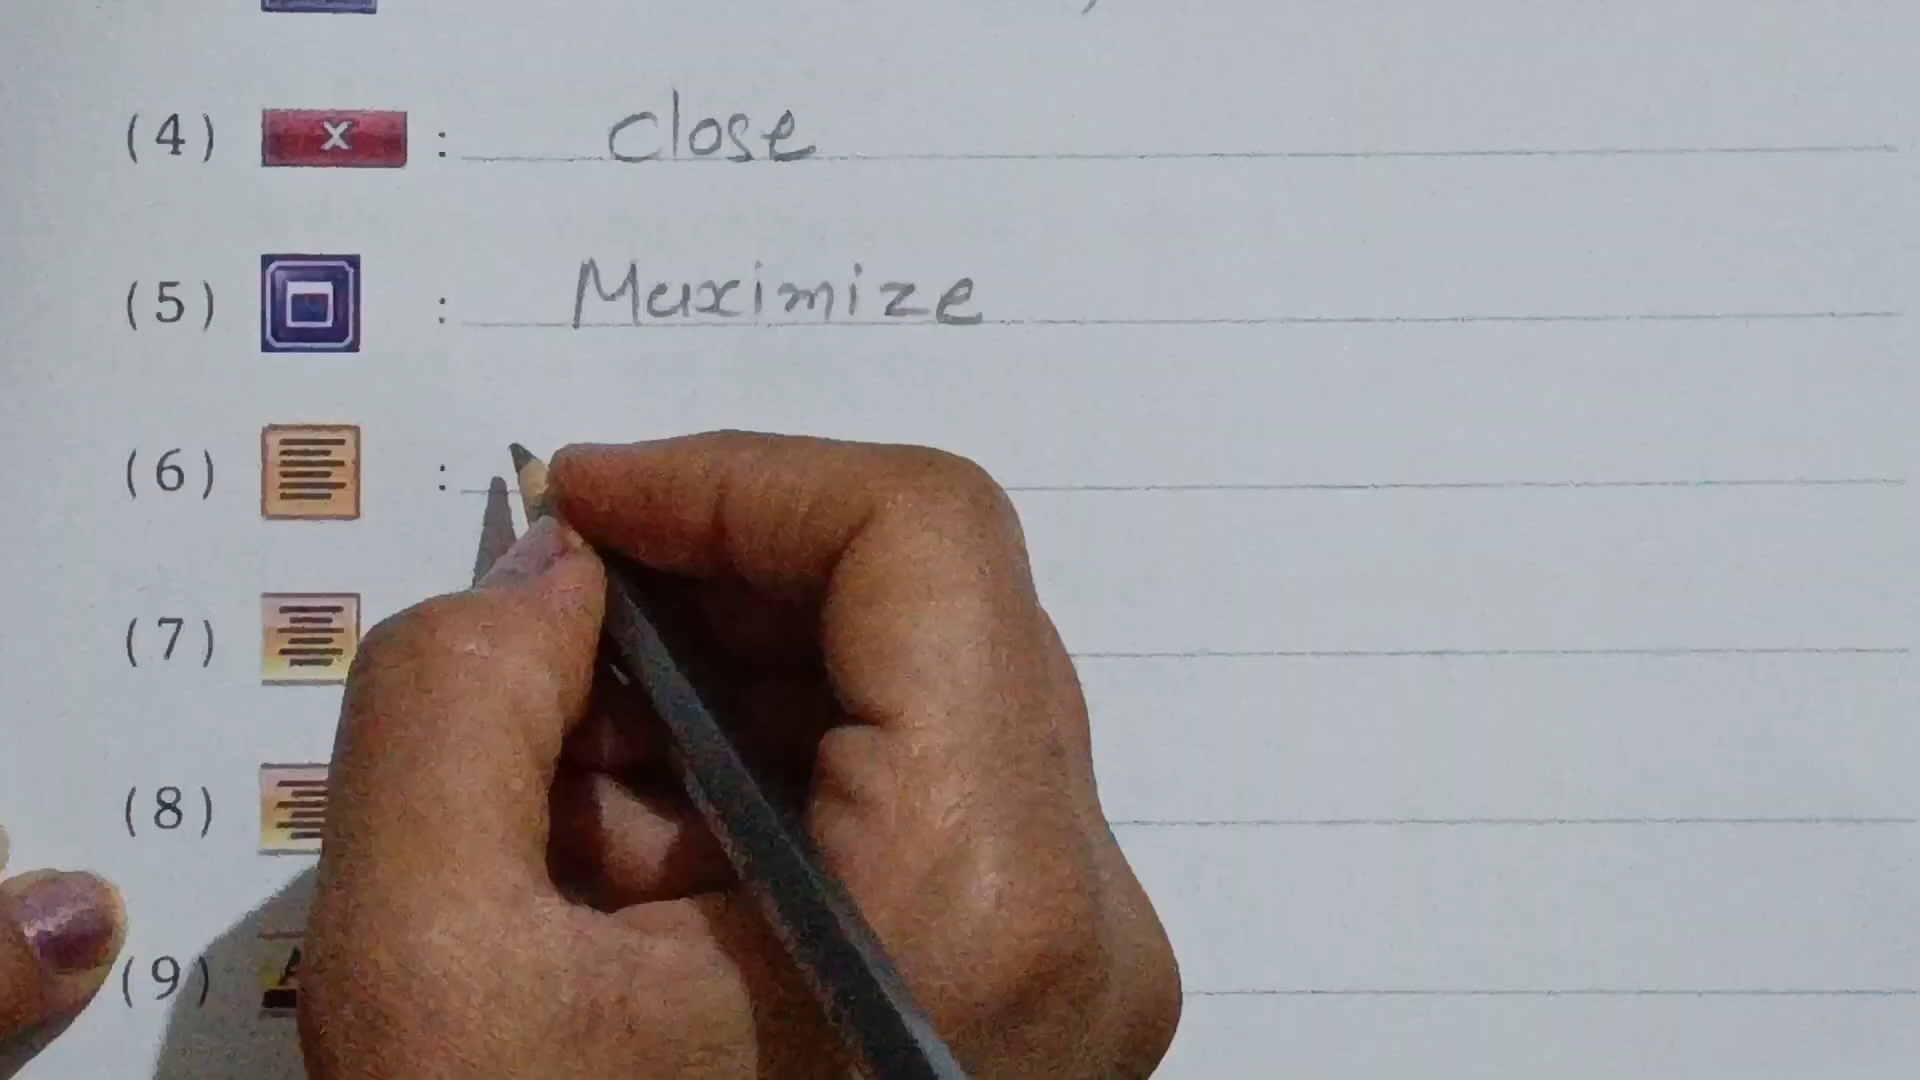 (4) X : Close
(5) : Maximize
(6) :
(7)
(8)
(9) A